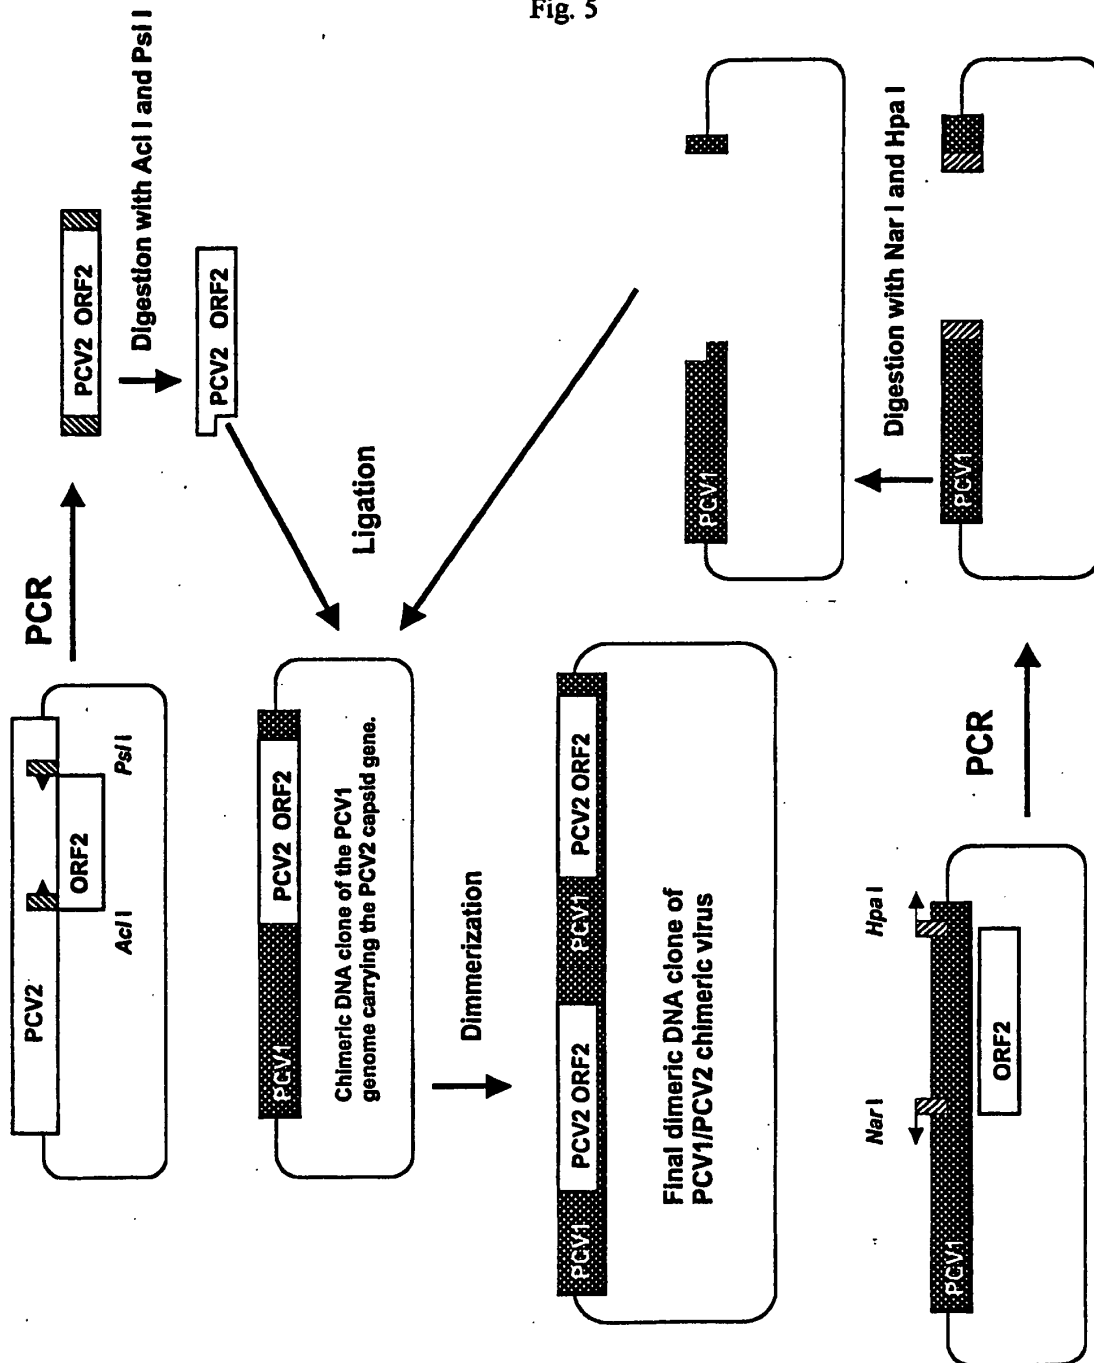 Fig. 5
PCV2
ORF2
Acl I
Psi I
PCR
PCV2 ORF2
Digestion with Acl I and Psi I
PCV2 ORF2
Ligation
PCV1
PCV2 ORF2
Chimeric DNA clone of the PCV1
genome carrying the PCV2 capsid gene.
Dimmerization
PCV1
PCV2 ORF2
PCV1
PCV2 ORF2
Final dimeric DNA clone of
PCV1/PCV2 chimeric virus
PCV1
Nar I
Hpa I
ORF2
PCR
PCV1
Digestion with Nar I and Hpa I
PCV1